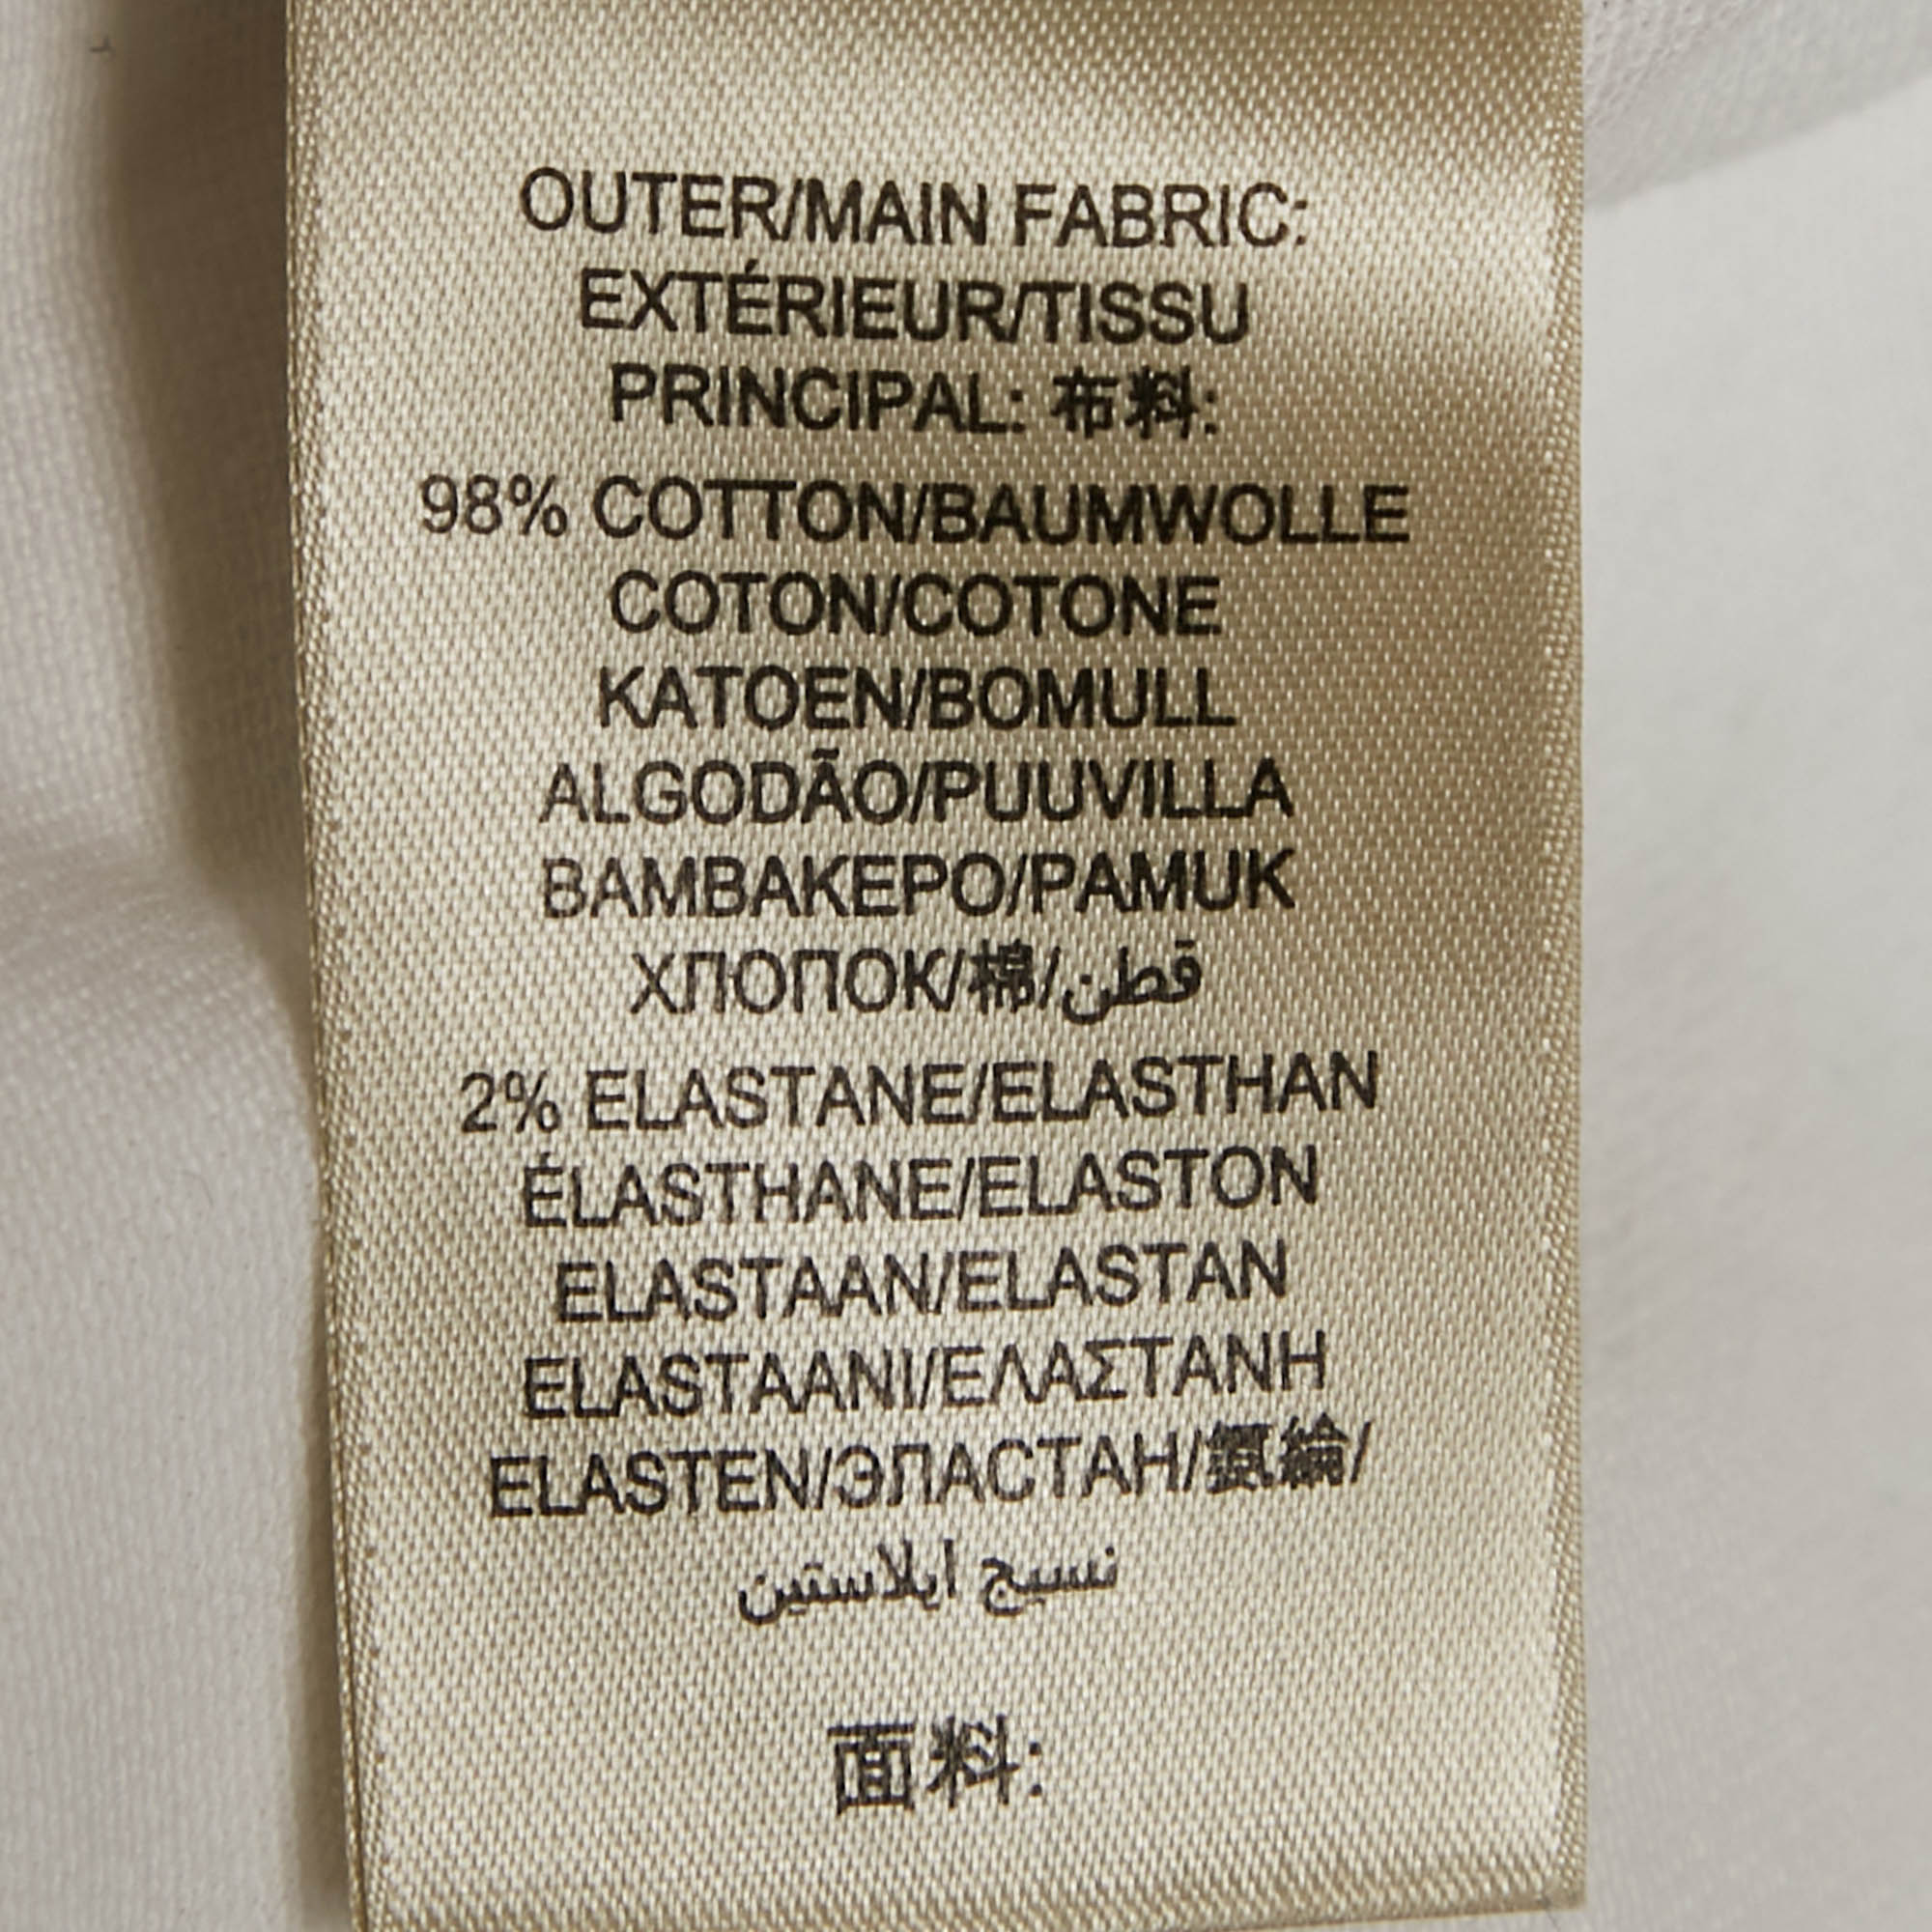 OUTER/MAIN FABRIC:
EXTÉRIEUR/TISSU
PRINCIPAL: 布料:
98% COTTON/BAUMWOLLE
COTON/COTONE
KATOEN/BOMULL
ALGODÃO/PUUVILLA
ΒΑΜΒΑΚΕΡΟ/PAMUK
ХЛОПОК/棉/قطن
2% ELASTANE/ELASTHAN
ÉLASTHANE/ELASTON
ELASTAAN/ELASTAN
ELASTAANI/ΕΛΑΣΤΑΝΗ
ELASTEN/ЭЛАСТАН/氨綸/
نسيج ايلاستين
面料: